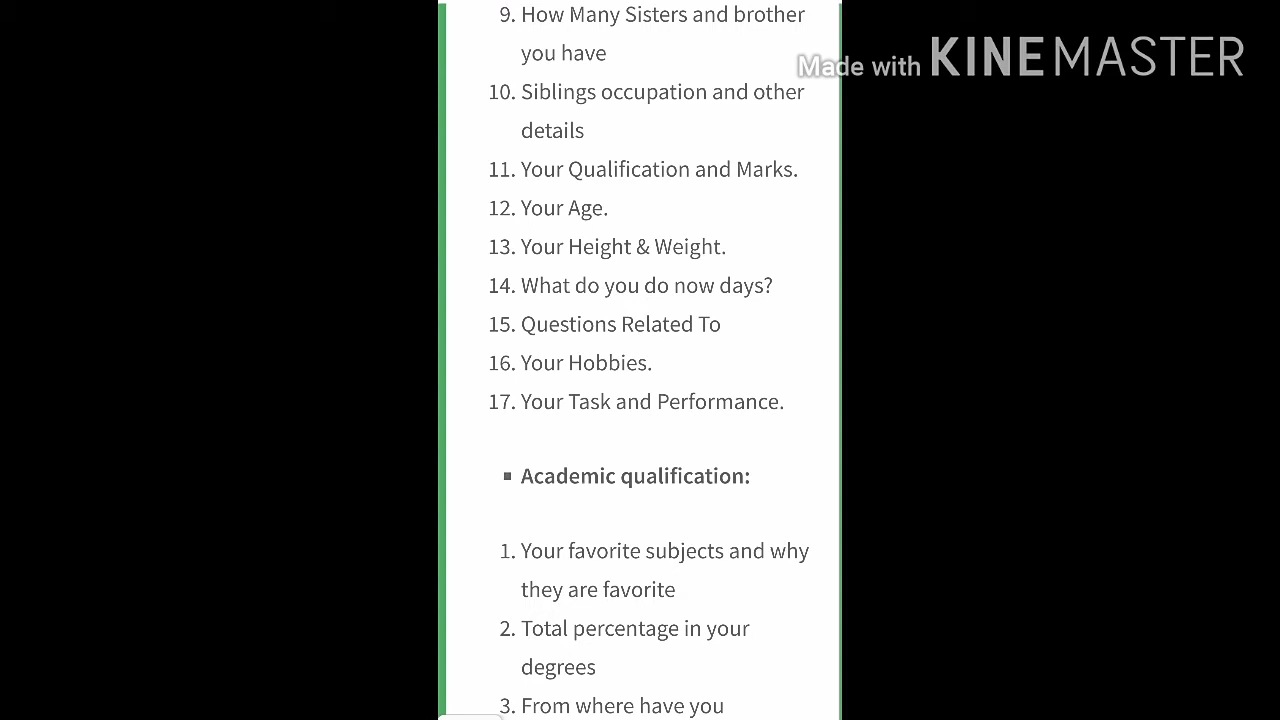 9. How Many Sisters and brother
you have
Made with KINEMASTER
10. Siblings occupation and other
details
11. Your Qualification and Marks.
12. Your Age.
13. Your Height & Weight.
14. What do you do now days?
15. Questions Related To
16. Your Hobbies.
17. Your Task and Performance.
▪ Academic qualification:
1. Your favorite subjects and why
they are favorite
2. Total percentage in your
degrees
3. From where have you